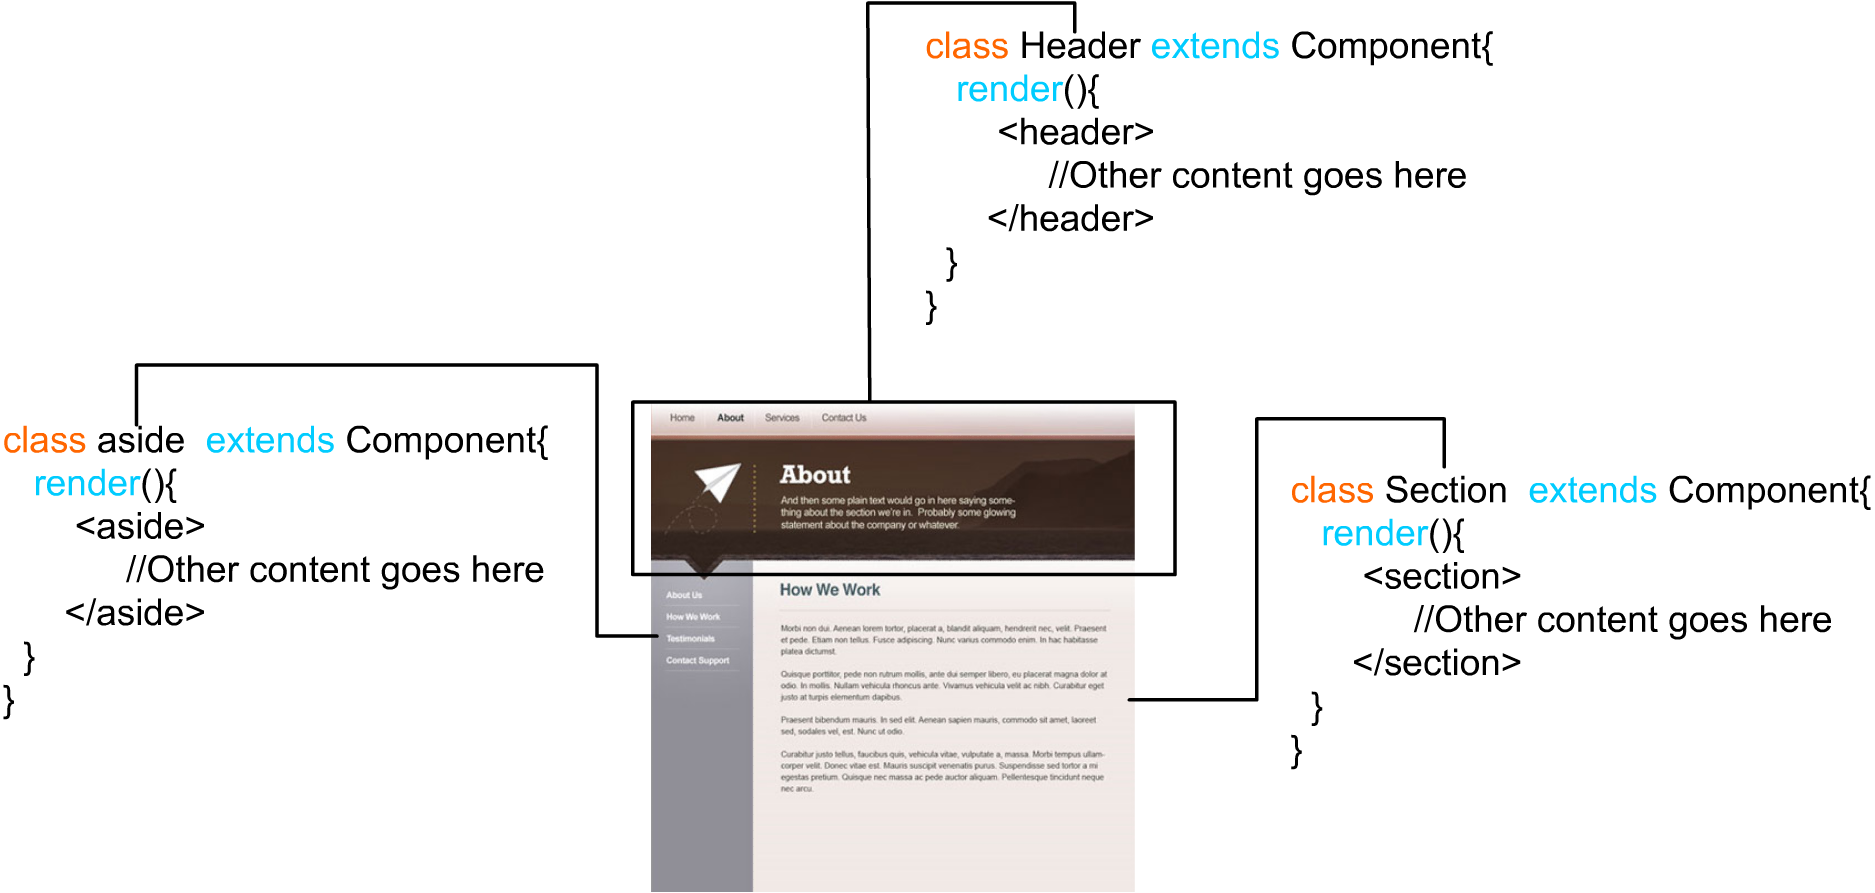 class Header extends Component{
render(){
<header>
//Other content goes here
</header>
}
}
class aside extends Component{
render(){
<aside>
//Other content goes here
</aside>
}
}
Home About Services Contact Us
About
And then some plain text would go in here saying some-
thing about the section we're in. Probably some glowing
statement about the company or whatever.
About Us
How We Work
Testimonials
Contact Support
How We Work
Morbi non dui. Aenean lorem tortor, placerat a, blandit aliquam, hendrerit nec, velit. Praesent
et pede. Etiam non tellus. Fusce adipiscing. Nunc varius commodo enim. In hac habitasse
platea dictumst.
Quisque porttitor, pede non rutrum mollis, ante dui semper libero, eu placerat magna dolor at
odio. In mollis. Nullam vehicula rhoncus ante. Vivamus vehicula velit ac nibh. Curabitur eget
justo at turpis elementum dapibus.
Praesent bibendum mauris. In sed elit. Aenean sapien mauris, commodo sit amet, laoreet
sed, sodales vel, est. Nunc ut odio.
Curabitur justo tellus, faucibus quis, vehicula vitae, vulputate a, massa. Morbi tempus ullam-
corper velit. Donec vitae est. Mauris suscipit venenatis purus. Suspendisse sed tortor a mi
egestas pretium. Quisque nec massa ac pede auctor aliquam. Pellentesque tincidunt neque
nec arcu.
class Section extends Component{
render(){
<section>
//Other content goes here
</section>
}
}